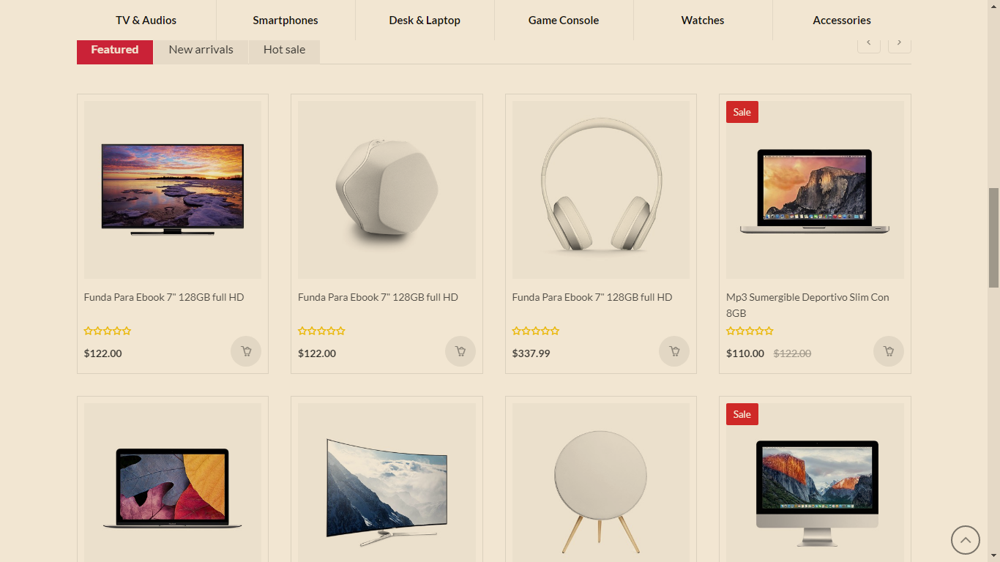 TV & Audios
Smartphones
Desk & Laptop
Game Console
Watches
Accessories
Featured
New arrivals
Hot sale
Sale
Funda Para Ebook 7" 128GB full HD
Funda Para Ebook 7" 128GB full HD
Funda Para Ebook 7" 128GB full HD
Mp3 Sumergible Deportivo Slim Con
8GB
$122.00
$122.00
$337.99
$110.00 $122.00
Sale